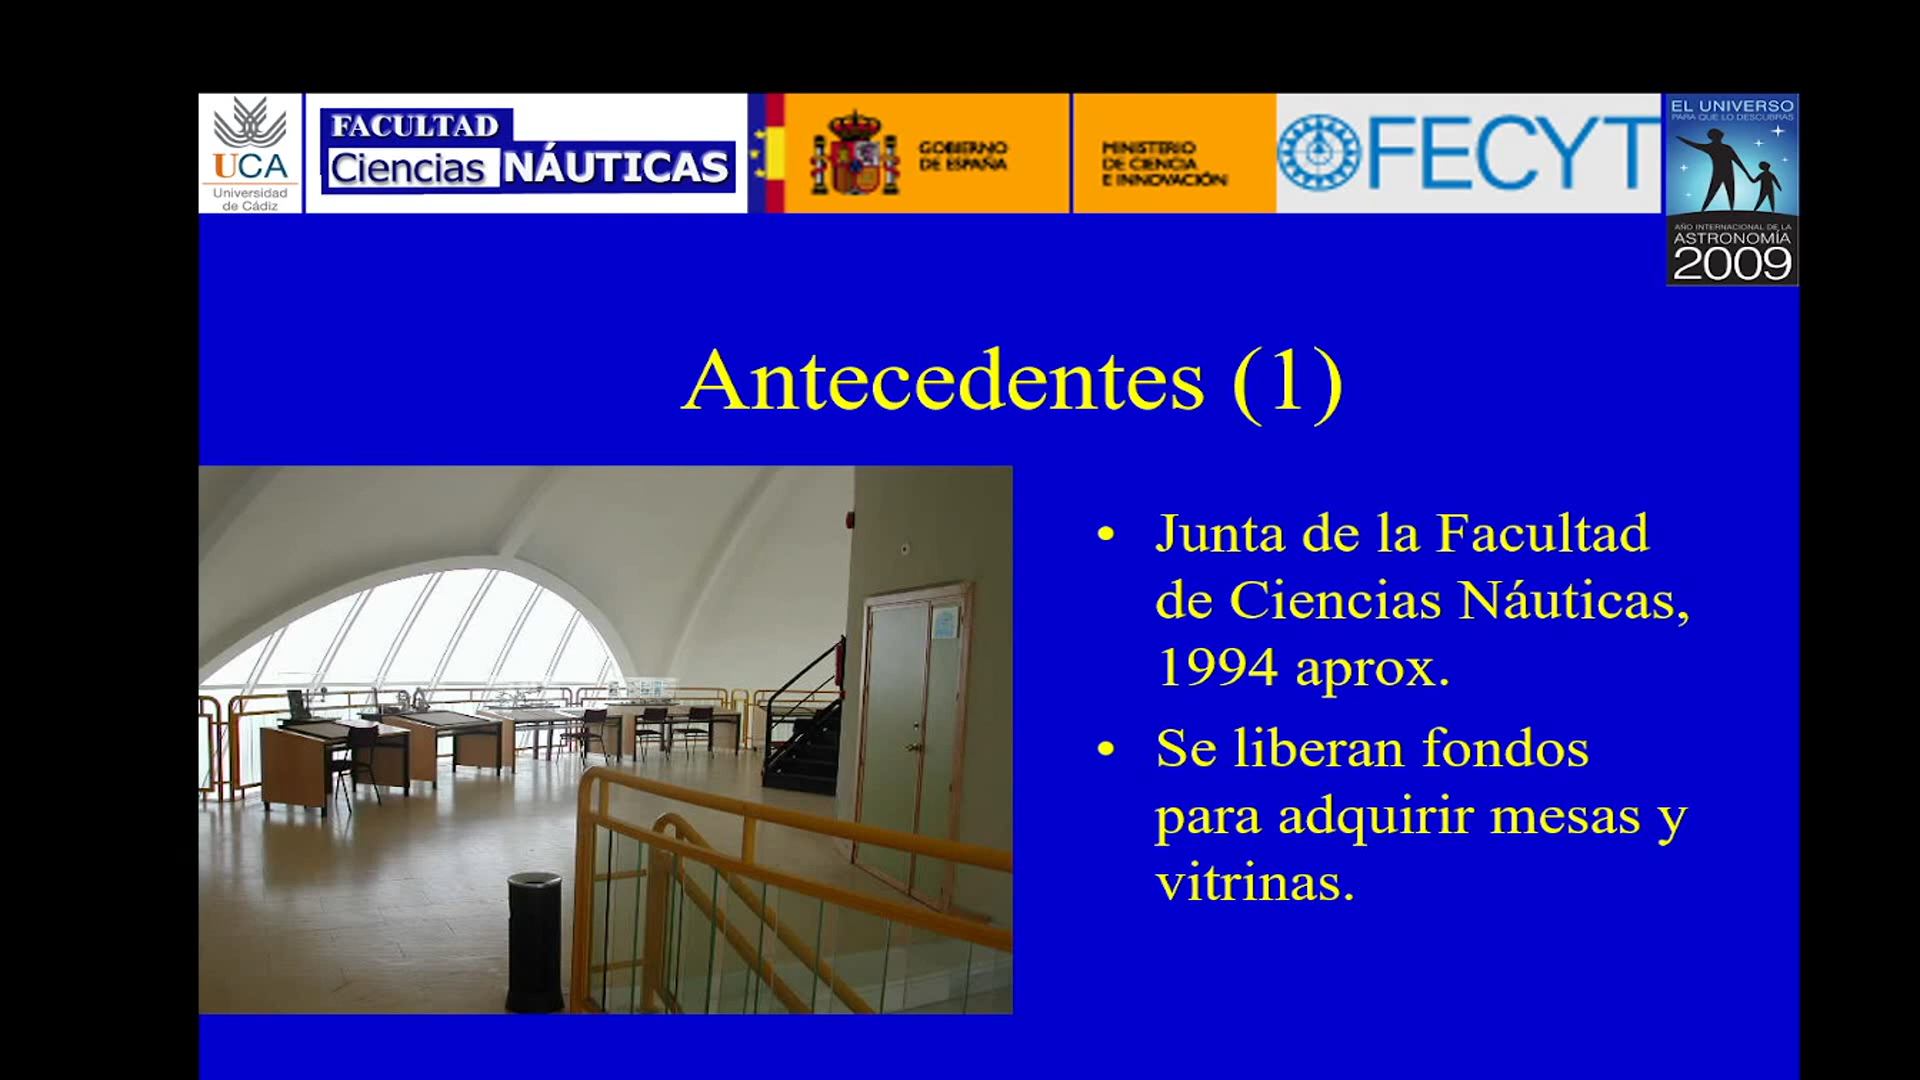 UCA
Universidad
de Cádiz
FACULTAD
Ciencias NÁUTICAS
GOBIERNO
DE ESPAÑA
MINISTERIO
DE CIENCIA
E INNOVACIÓN
FECYT
EL UNIVERSO
PARA QUE LO DESCUBRAS
AÑO INTERNACIONAL DE LA
ASTRONOMÍA
2009
Antecedentes (1)
• Junta de la Facultad
de Ciencias Náuticas,
1994 aprox.
• Se liberan fondos
para adquirir mesas y
vitrinas.